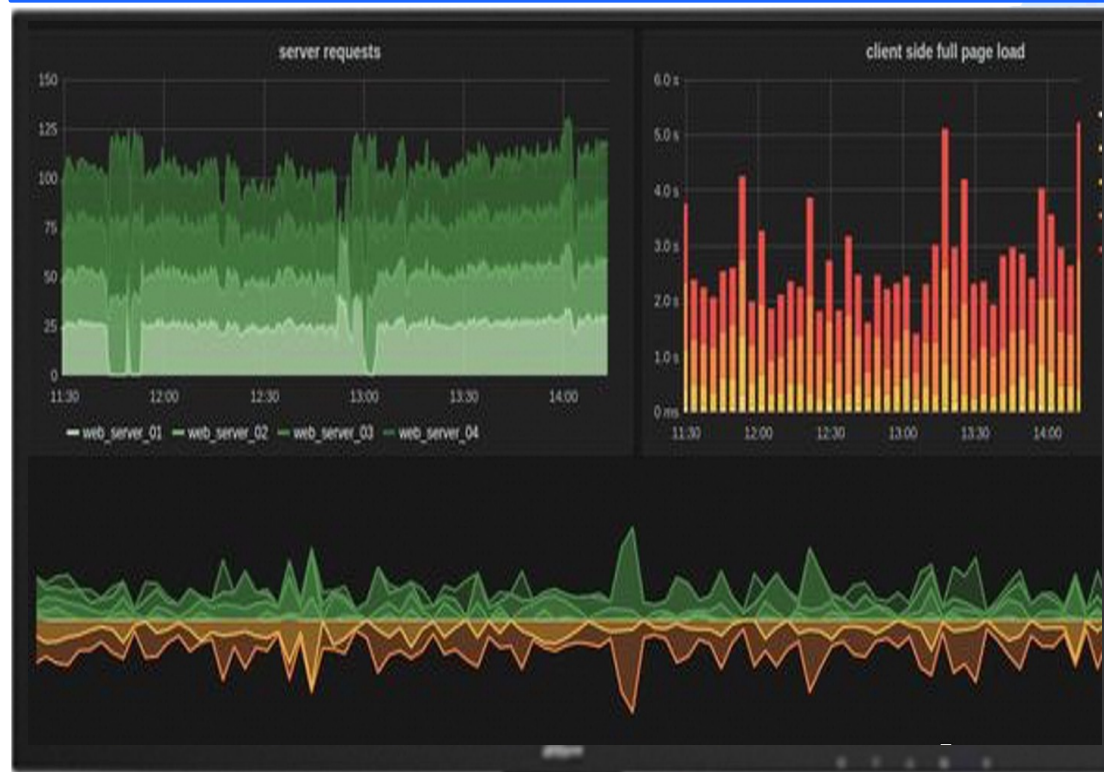 server requests
150
125
100
75
50
25
0
11:30 12:00 12:30 13:00 13:30 14:00
web_server_01 web_server_02 web_server_03 web_server_04
client side full page load
6.0 s
5.0 s
4.0 s
3.0 s
2.0 s
1.0 s
0 ms
11:30 12:00 12:30 13:00 13:30 14:00